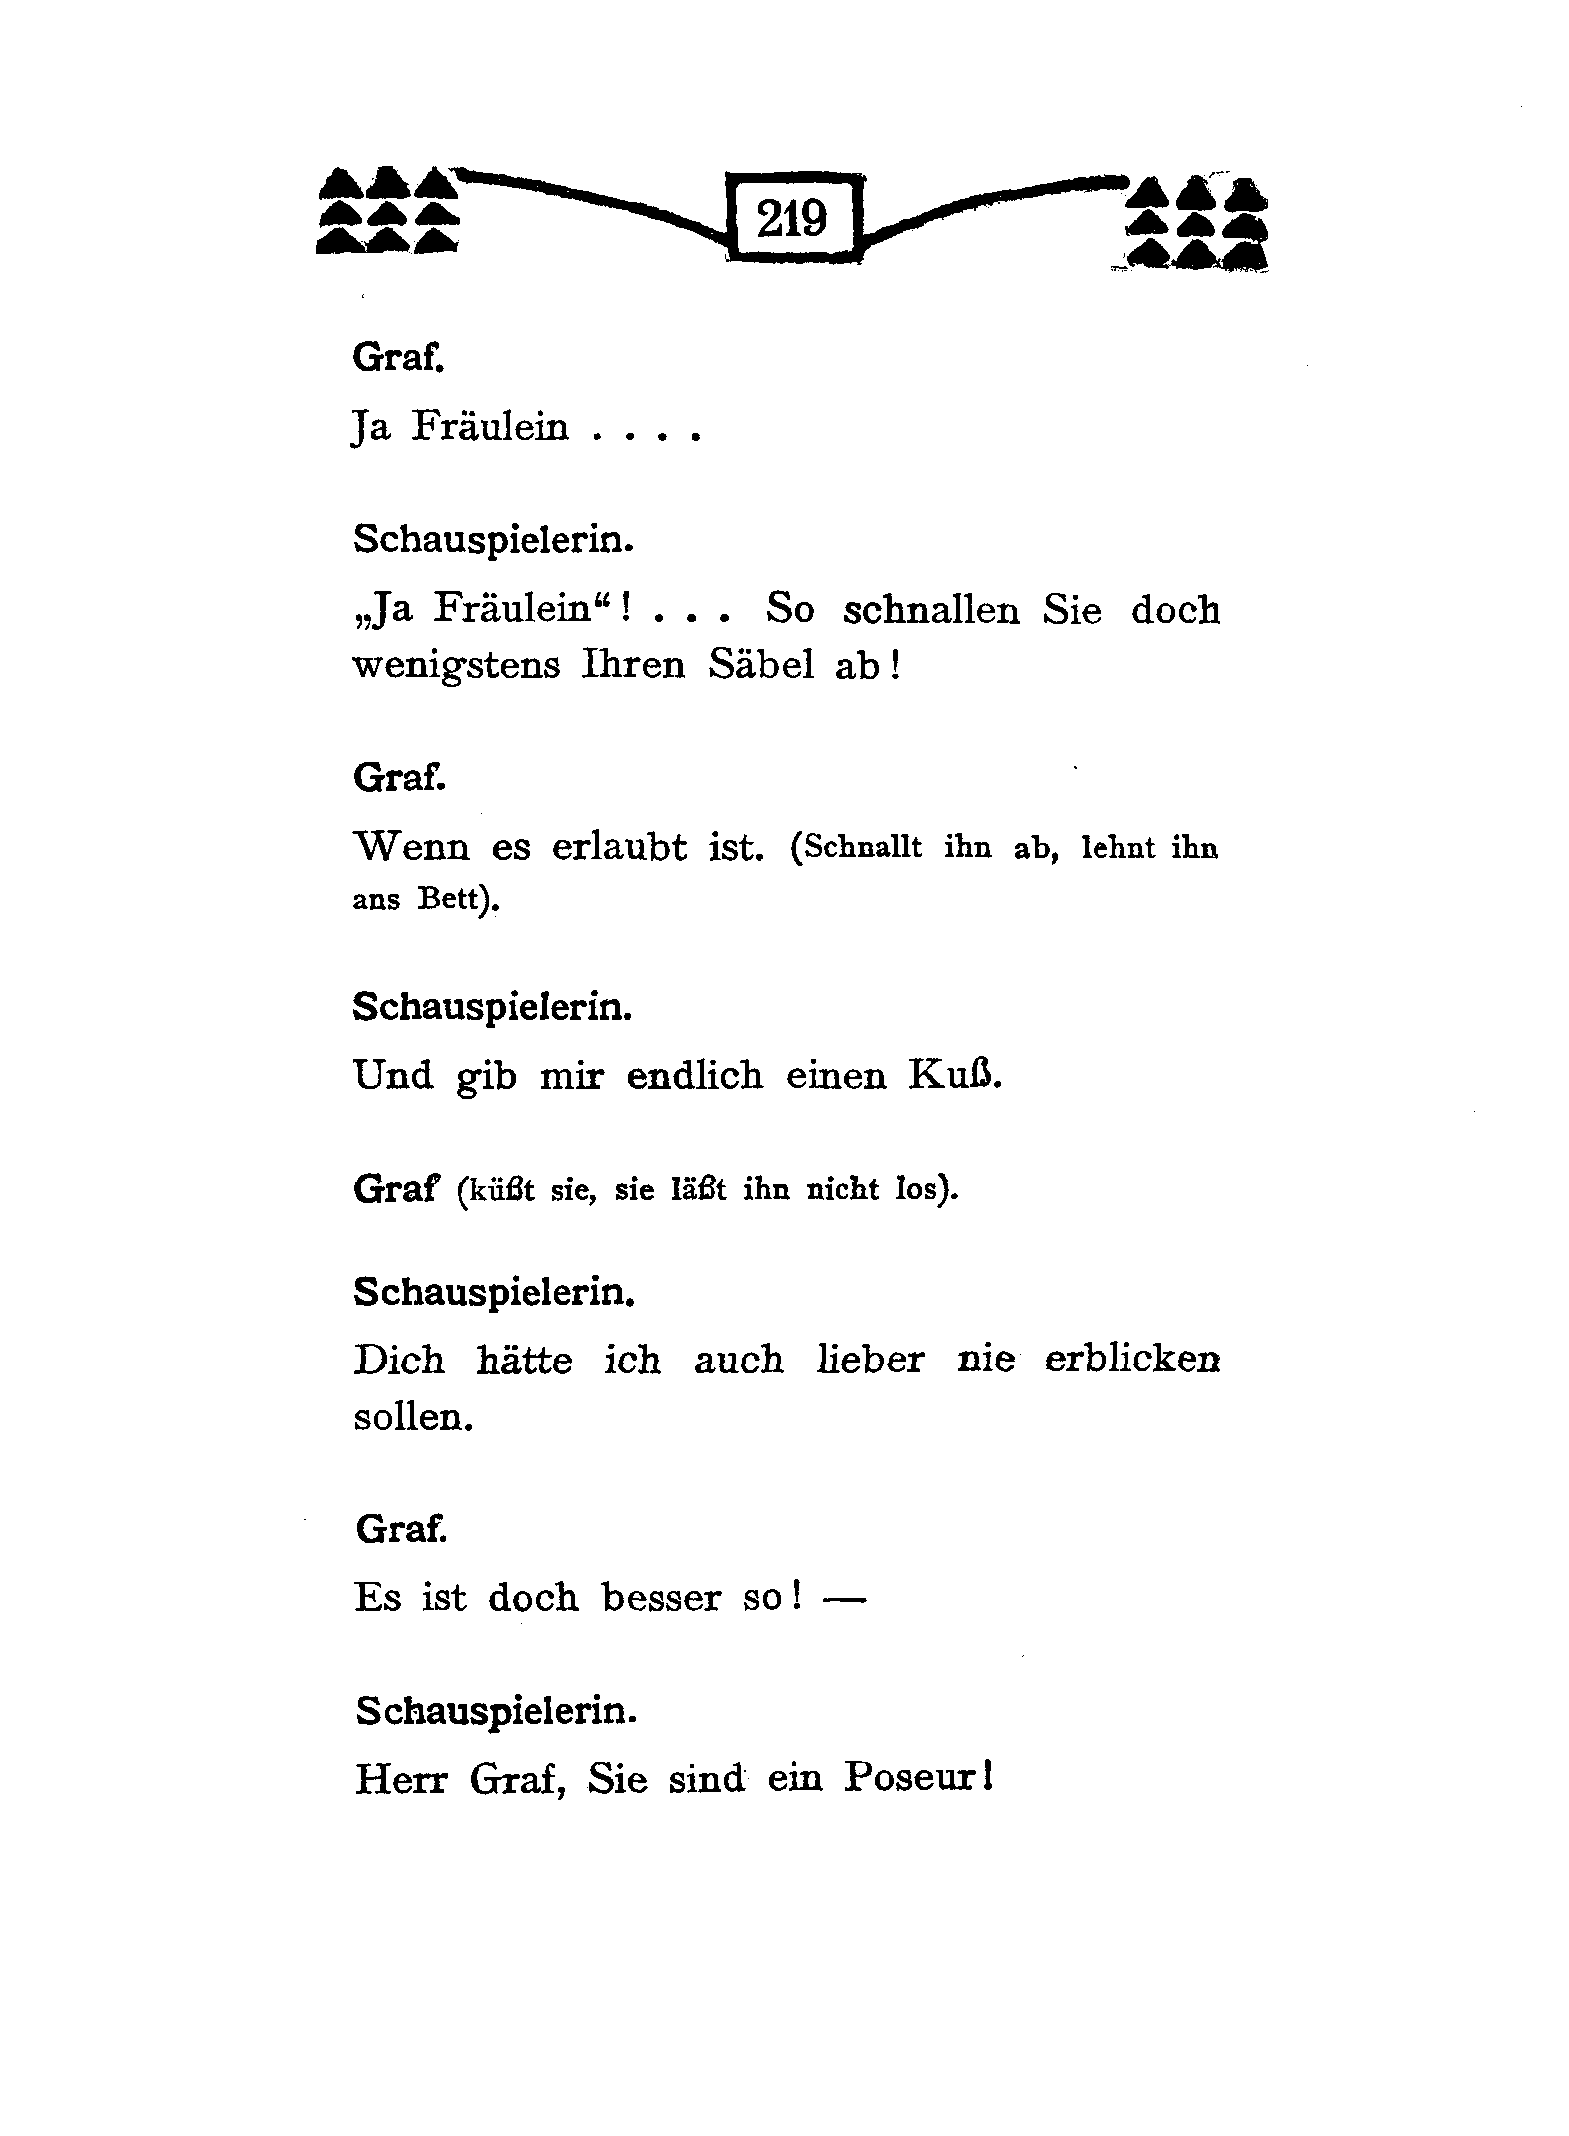 219
Graf.
Ja Fräulein . . . .
Schauspielerin.
„Ja Fräulein“! . . . So schnallen Sie doch
wenigstens Ihren Säbel ab!
Graf.
Wenn es erlaubt ist. (Schnallt ihn ab, lehnt ihn
ans Bett).
Schauspielerin.
Und gib mir endlich einen Kuß.
Graf (küßt sie, sie läßt ihn nicht los).
Schauspielerin.
Dich hätte ich auch lieber nie erblicken
sollen.
Graf.
Es ist doch besser so! —
Schauspielerin.
Herr Graf, Sie sind ein Poseur!